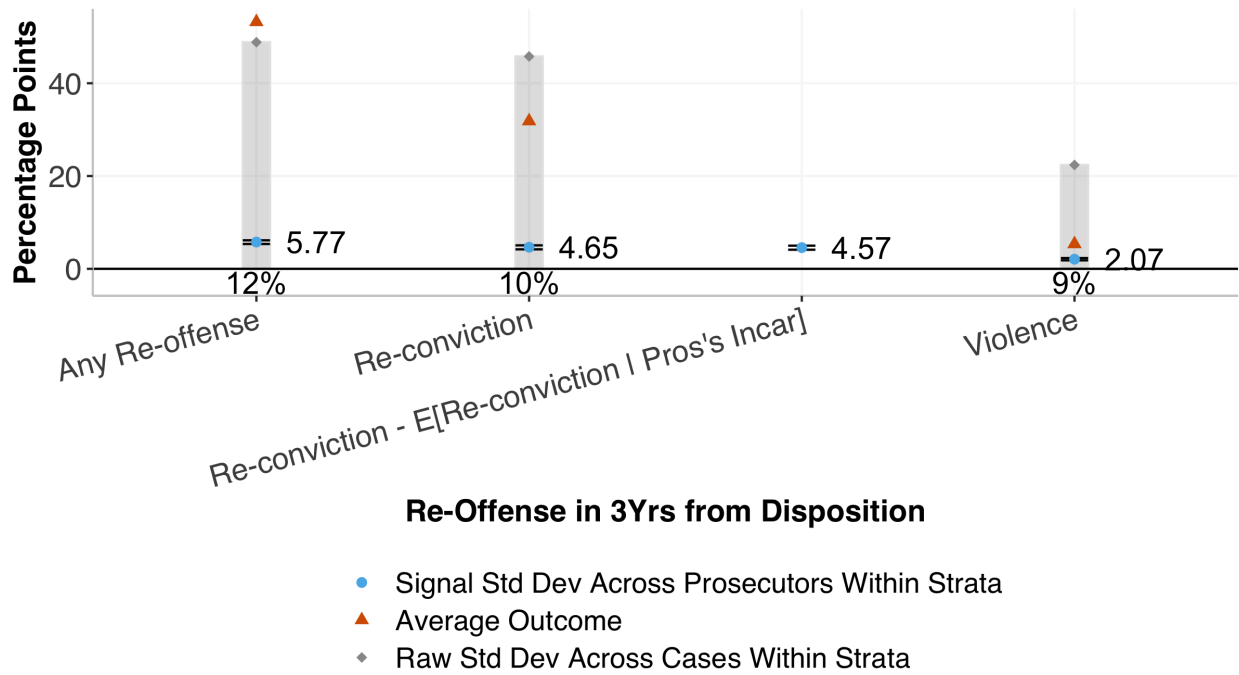 Percentage Points
40
20
0
5.77
4.65
4.57
2.07
12%
10%
9%
Any Re-offense
Re-conviction
Re-conviction - E[Re-conviction | Pros's Incar]
Violence
Re-Offense in 3Yrs from Disposition
Signal Std Dev Across Prosecutors Within Strata
Average Outcome
Raw Std Dev Across Cases Within Strata